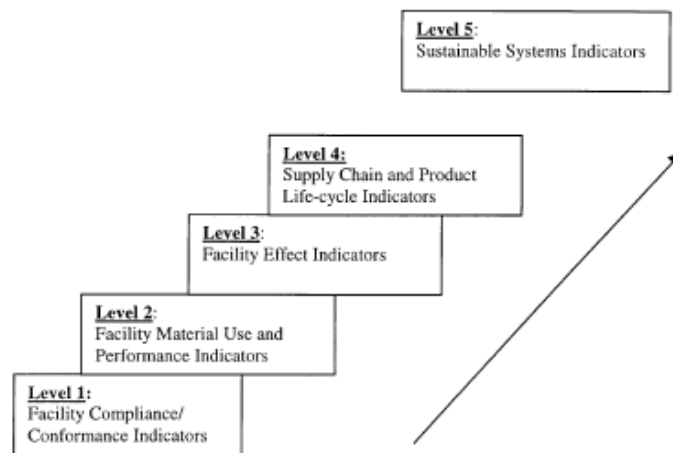 Level 5:
Sustainable Systems Indicators
Level 4:
Supply Chain and Product
Life-cycle Indicators
Level 3:
Facility Effect Indicators
Level 2:
Facility Material Use and
Performance Indicators
Level 1:
Facility Compliance/
Conformance Indicators